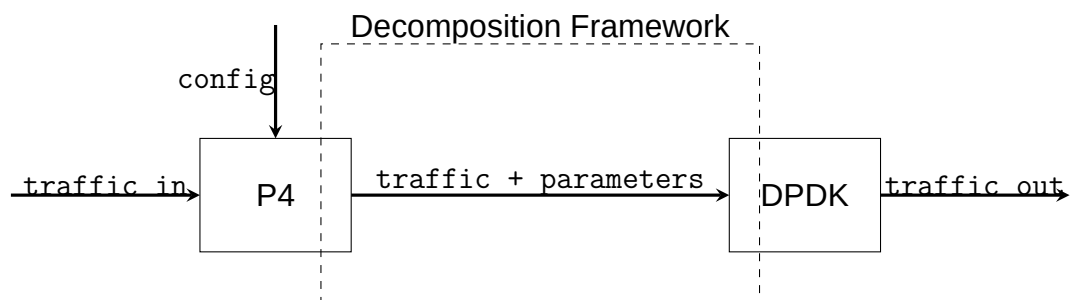 Decomposition Framework
config
traffic in
P4
traffic + parameters
DPDK
traffic out